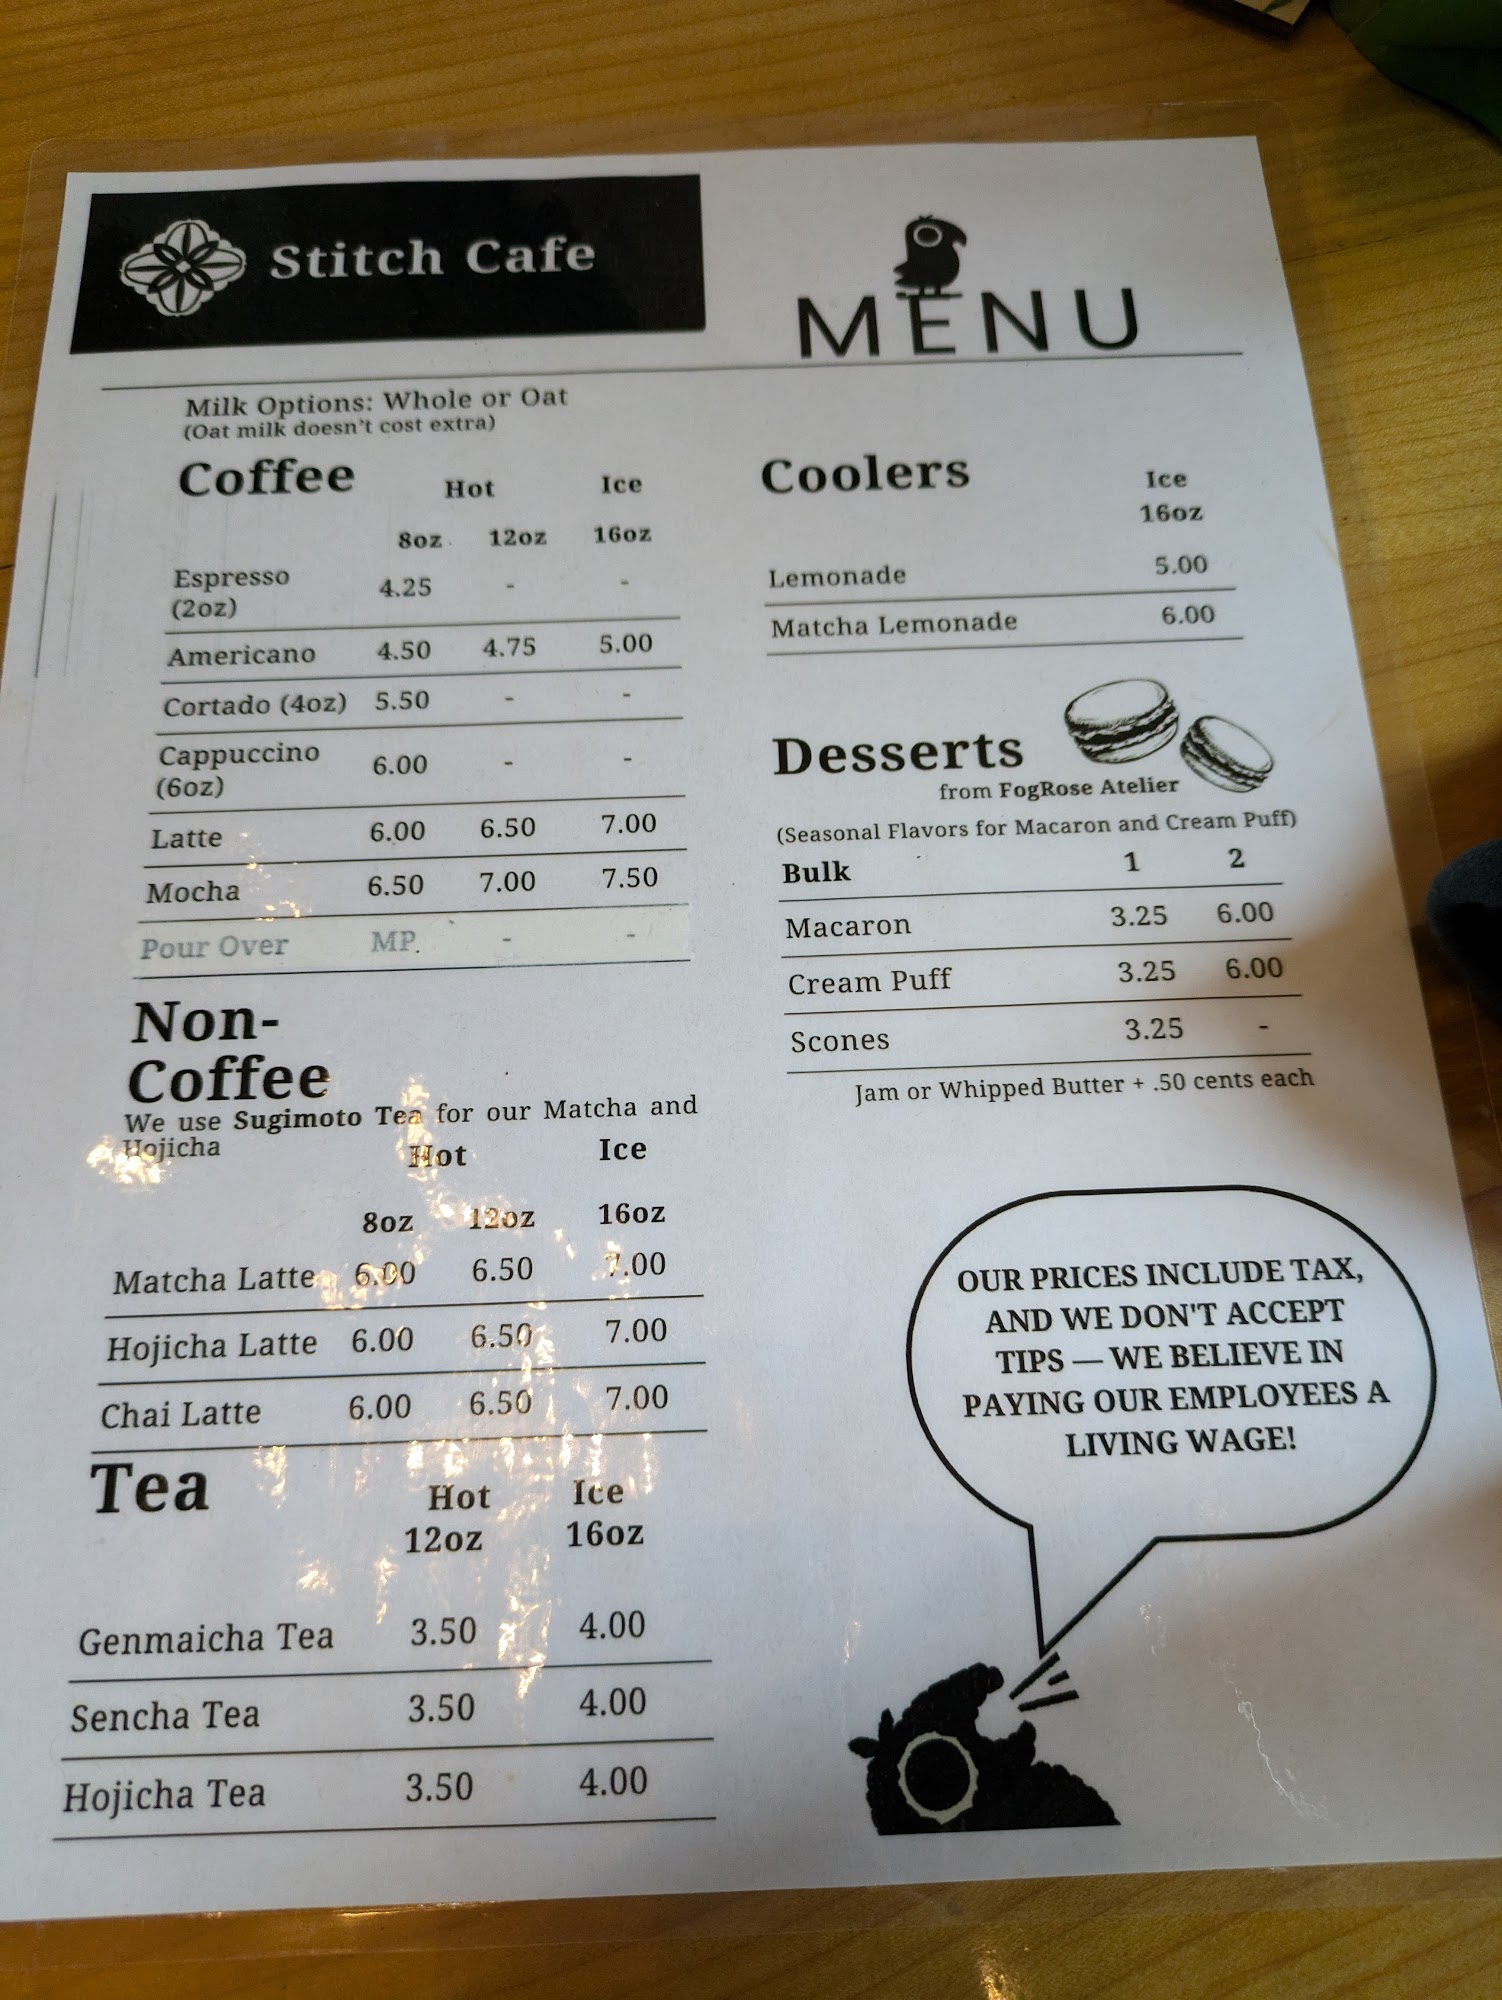 Stitch Cafe
MENU
Milk Options: Whole or Oat
(Oat milk doesn't cost extra)
Coffee Hot Ice
8oz 12oz 16oz
Espresso
(2oz) 4.25 - -
Americano 4.50 4.75 5.00
Cortado (4oz) 5.50 - -
Cappuccino
(6oz) 6.00 - -
Latte 6.00 6.50 7.00
Mocha 6.50 7.00 7.50
Pour Over MP. - -
Non-
Coffee
We use Sugimoto Tea for our Matcha and
Hojicha
Hot Ice
8oz 12oz 16oz
Matcha Latte 6.00 6.50 7.00
Hojicha Latte 6.00 6.50 7.00
Chai Latte 6.00 6.50 7.00
Tea Hot Ice
12oz 16oz
Genmaicha Tea 3.50 4.00
Sencha Tea 3.50 4.00
Hojicha Tea 3.50 4.00
Coolers Ice
16oz
Lemonade 5.00
Matcha Lemonade 6.00
Desserts
from FogRose Atelier
(Seasonal Flavors for Macaron and Cream Puff)
Bulk 1 2
Macaron 3.25 6.00
Cream Puff 3.25 6.00
Scones 3.25 -
Jam or Whipped Butter + .50 cents each
OUR PRICES INCLUDE TAX,
AND WE DON'T ACCEPT
TIPS — WE BELIEVE IN
PAYING OUR EMPLOYEES A
LIVING WAGE!